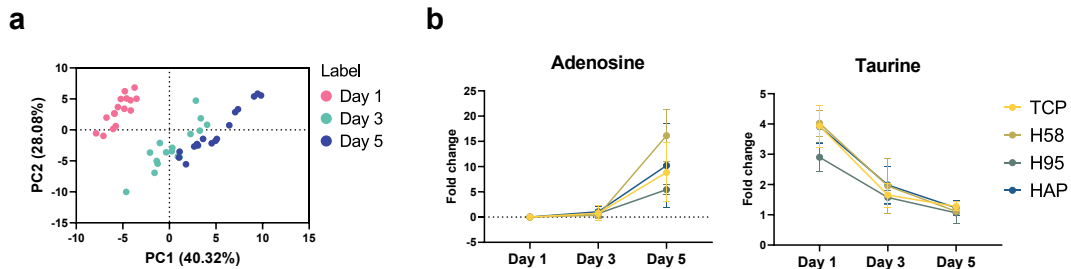 a
PC2 (28.08%)
10
5
0
-5
-10
-15
-10
-5
0
5
10
15
PC1 (40.32%)
Label
Day 1
Day 3
Day 5
b
Adenosine
Fold change
25
20
15
10
5
0
Day 1
Day 3
Day 5
Taurine
Fold change
5
4
3
2
1
0
Day 1
Day 3
Day 5
TCP
H58
H95
HAP